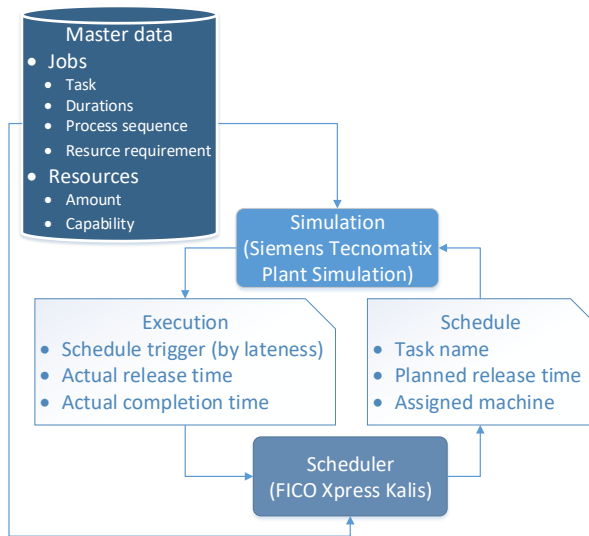 Master data
• Jobs
• Task
• Durations
• Process sequence
• Resurce requirement
• Resources
• Amount
• Capability
Simulation
(Siemens Tecnomatix
Plant Simulation)
Execution
• Schedule trigger (by lateness)
• Actual release time
• Actual completion time
Schedule
• Task name
• Planned release time
• Assigned machine
Scheduler
(FICO Xpress Kalis)